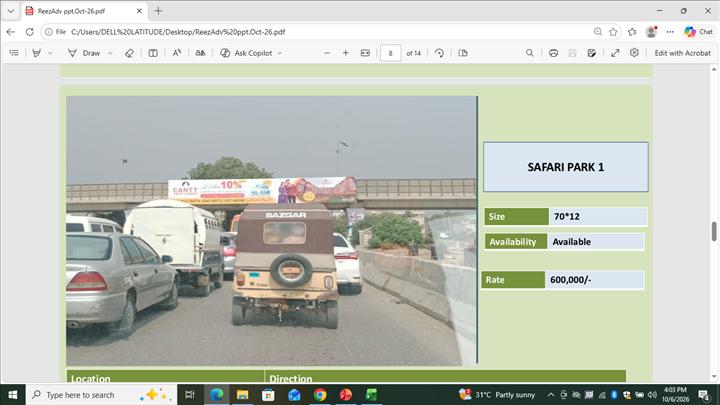 ReezAdv ppt.Oct-26.pdf
File
C:/Users/DELL%20LATITUDE/Desktop/ReezAdv%20ppt.Oct-26.pdf
Chat
Draw
Ask Copilot
8
of 14
Edit with Acrobat
CANTT
10%
AL-ASR
SAZGAR
SAFARI PARK 1
Size
70*12
Availability
Available
Rate
600,000/-
Location
Direction
Type here to search
31°C Partly sunny
4:03 PM
10/6/2026